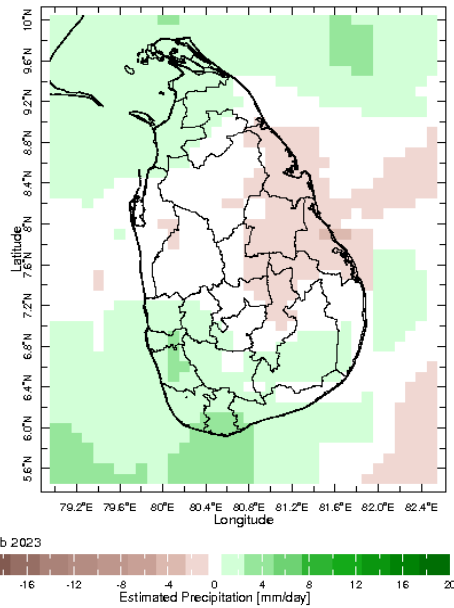 10°N
9.6°N
9.2°N
8.8°N
8.4°N
8°N
7.6°N
7.2°N
6.8°N
6.4°N
6.0°N
5.6°N
Latitude
79.2°E 79.6°E 80°E 80.4°E 80.8°E 81.2°E 81.6°E 82.0°E 82.4°E
Longitude
b 2023
-16 -12 -8 -4 0 4 8 12 16 20
Estimated Precipitation [mm/day]